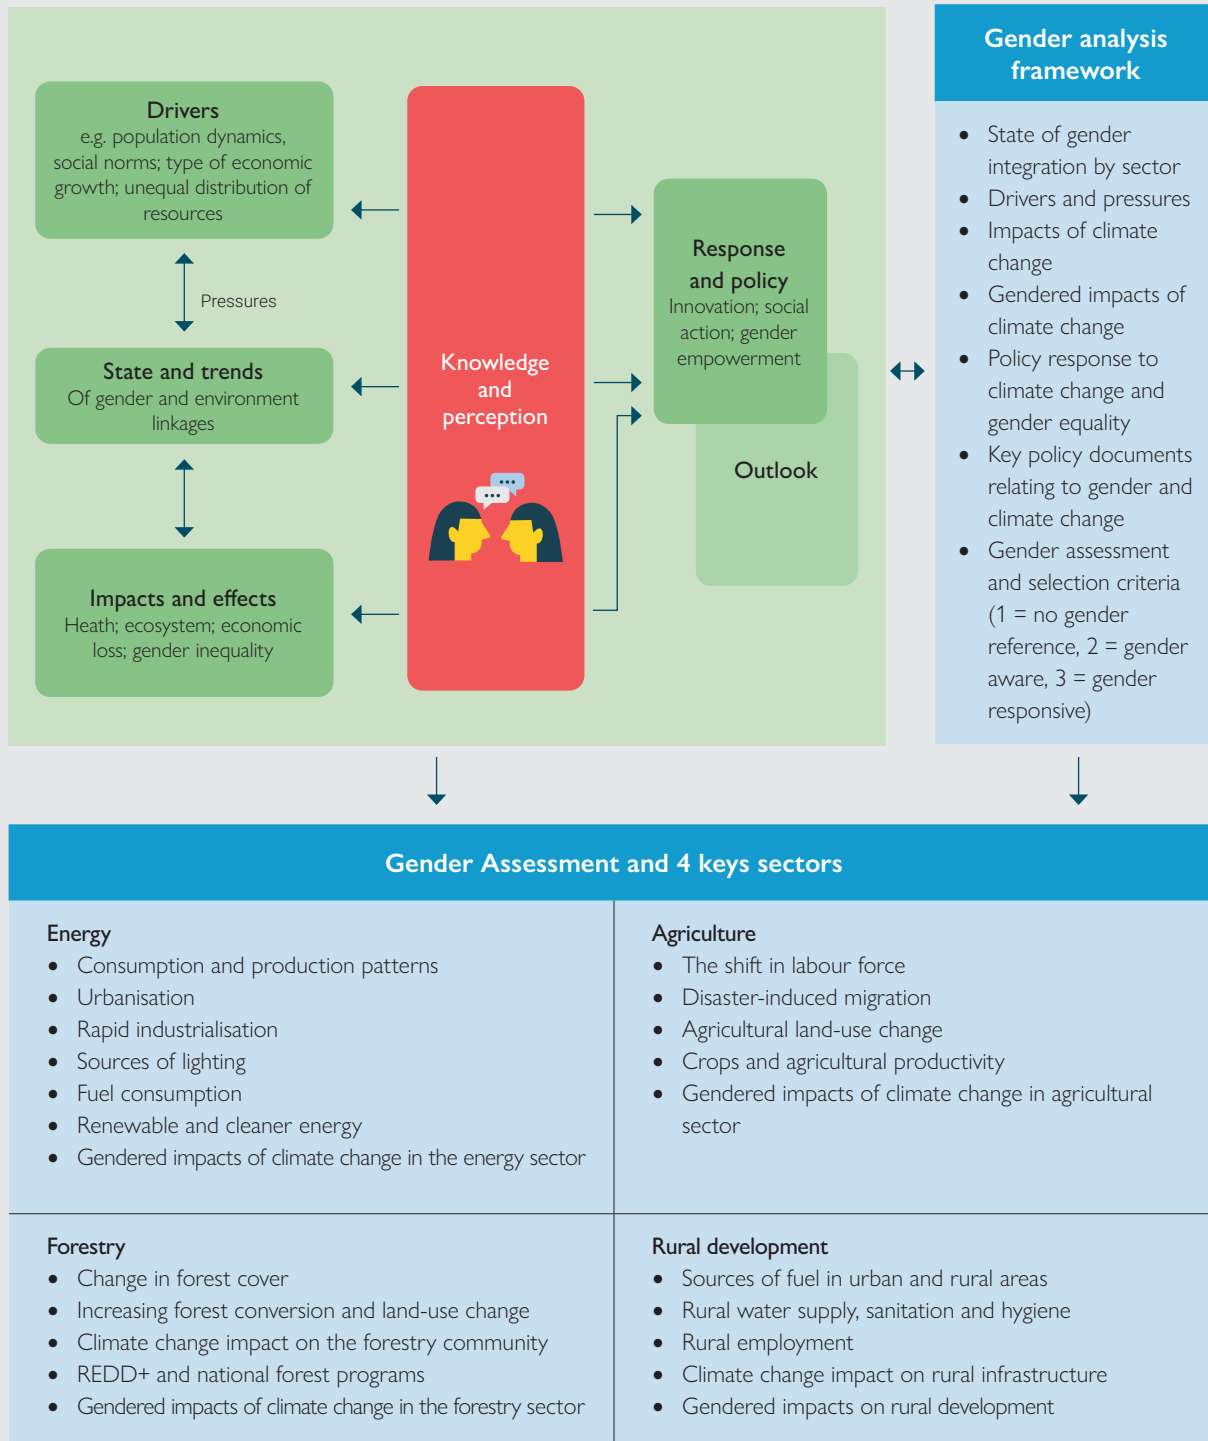 Drivers
e.g. population dynamics,
social norms; type of economic
growth; unequal distribution of
resources
Pressures
State and trends
Of gender and environment
linkages
Impacts and effects
Heath; ecosystem; economic
loss; gender inequality
Knowledge
and
perception
Response
and policy
Innovation; social
action; gender
empowerment
Outlook
Gender analysis
framework
• State of gender
integration by sector
• Drivers and pressures
• Impacts of climate
change
• Gendered impacts of
climate change
• Policy response to
climate change and
gender equality
• Key policy documents
relating to gender and
climate change
• Gender assessment
and selection criteria
(1 = no gender
reference, 2 = gender
aware, 3 = gender
responsive)
Gender Assessment and 4 keys sectors
Energy
• Consumption and production patterns
• Urbanisation
• Rapid industrialisation
• Sources of lighting
• Fuel consumption
• Renewable and cleaner energy
• Gendered impacts of climate change in the energy sector
Agriculture
• The shift in labour force
• Disaster-induced migration
• Agricultural land-use change
• Crops and agricultural productivity
• Gendered impacts of climate change in agricultural
sector
Forestry
• Change in forest cover
• Increasing forest conversion and land-use change
• Climate change impact on the forestry community
• REDD+ and national forest programs
• Gendered impacts of climate change in the forestry sector
Rural development
• Sources of fuel in urban and rural areas
• Rural water supply, sanitation and hygiene
• Rural employment
• Climate change impact on rural infrastructure
• Gendered impacts on rural development